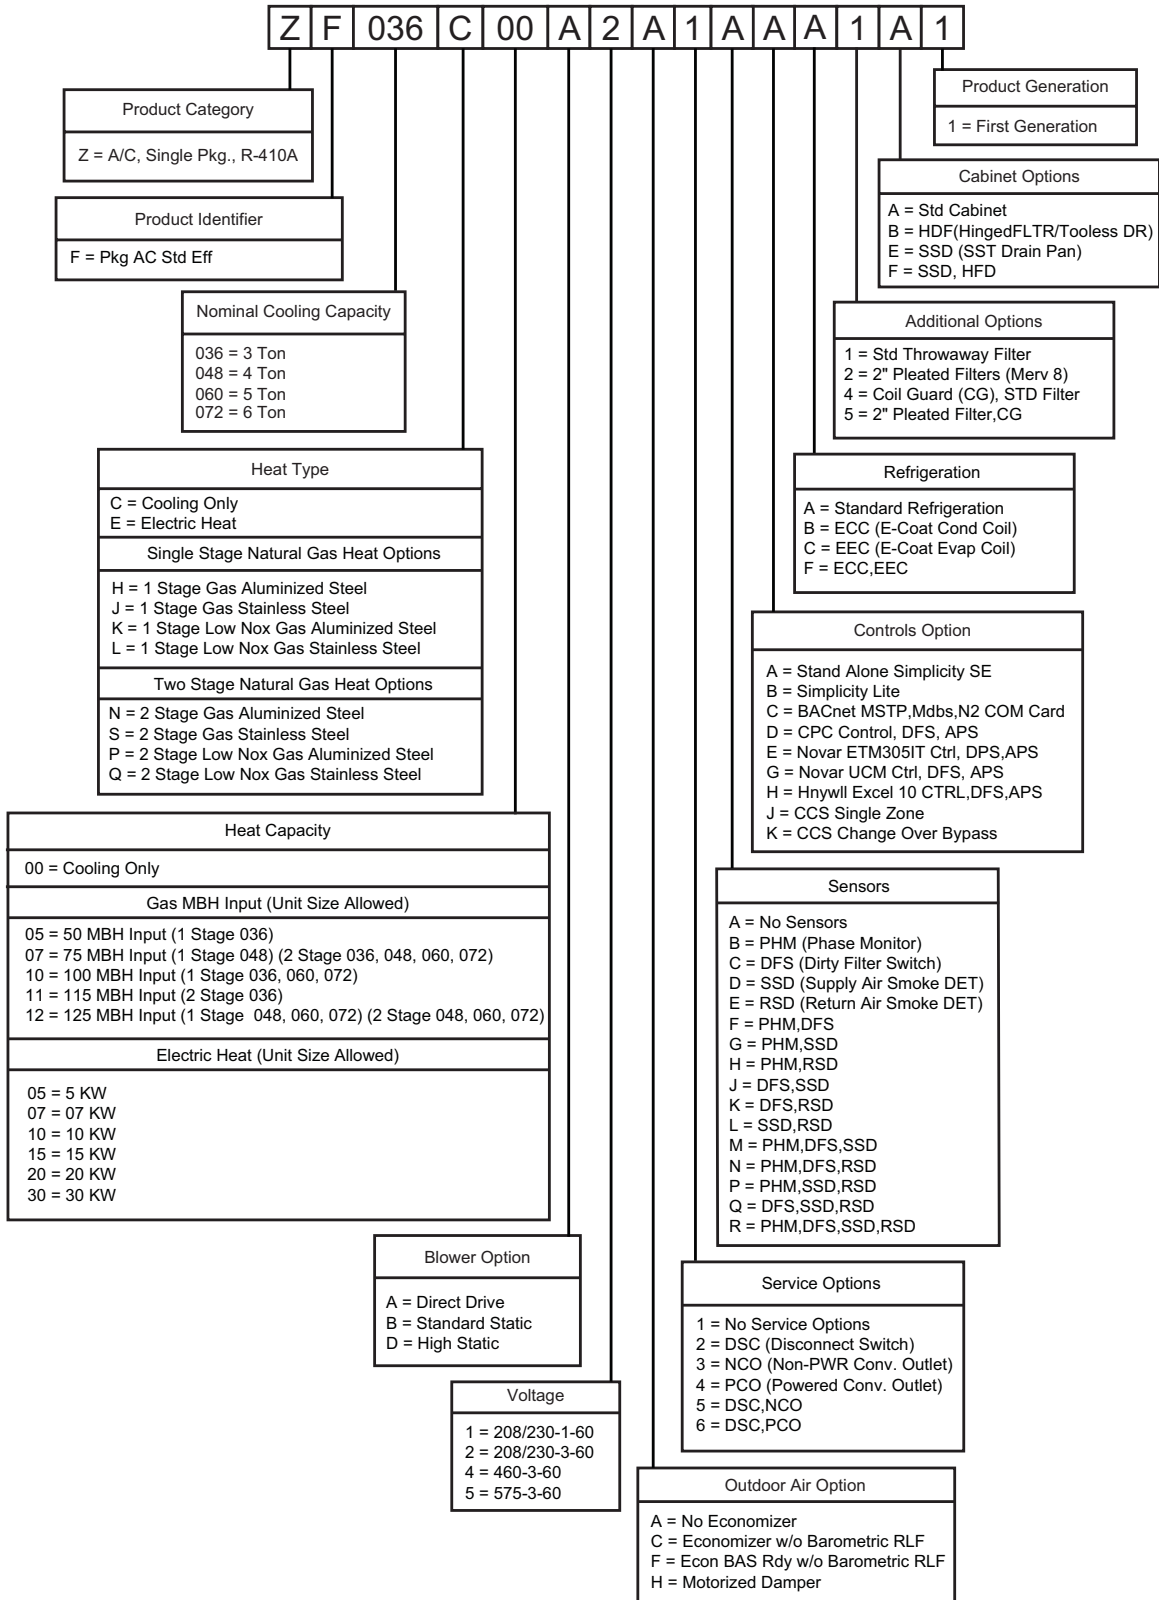 Z F 036 C 00 A 2 A 1 A A A 1 A 1
Product Category
Z = A/C, Single Pkg., R-410A
Product Identifier
F = Pkg AC Std Eff
Nominal Cooling Capacity
036 = 3 Ton
048 = 4 Ton
060 = 5 Ton
072 = 6 Ton
Heat Type
C = Cooling Only
E = Electric Heat
Single Stage Natural Gas Heat Options
H = 1 Stage Gas Aluminized Steel
J = 1 Stage Gas Stainless Steel
K = 1 Stage Low Nox Gas Aluminized Steel
L = 1 Stage Low Nox Gas Stainless Steel
Two Stage Natural Gas Heat Options
N = 2 Stage Gas Aluminized Steel
S = 2 Stage Gas Stainless Steel
P = 2 Stage Low Nox Gas Aluminized Steel
Q = 2 Stage Low Nox Gas Stainless Steel
Heat Capacity
00 = Cooling Only
Gas MBH Input (Unit Size Allowed)
05 = 50 MBH Input (1 Stage 036)
07 = 75 MBH Input (1 Stage 048) (2 Stage 036, 048, 060, 072)
10 = 100 MBH Input (1 Stage 036, 060, 072)
11 = 115 MBH Input (2 Stage 036)
12 = 125 MBH Input (1 Stage 048, 060, 072) (2 Stage 048, 060, 072)
Electric Heat (Unit Size Allowed)
05 = 5 KW
07 = 07 KW
10 = 10 KW
15 = 15 KW
20 = 20 KW
30 = 30 KW
Blower Option
A = Direct Drive
B = Standard Static
D = High Static
Voltage
1 = 208/230-1-60
2 = 208/230-3-60
4 = 460-3-60
5 = 575-3-60
Product Generation
1 = First Generation
Cabinet Options
A = Std Cabinet
B = HDF(HingedFLTR/Tooless DR)
E = SSD (SST Drain Pan)
F = SSD, HFD
Additional Options
1 = Std Throwaway Filter
2 = 2" Pleated Filters (Merv 8)
4 = Coil Guard (CG), STD Filter
5 = 2" Pleated Filter,CG
Refrigeration
A = Standard Refrigeration
B = ECC (E-Coat Cond Coil)
C = EEC (E-Coat Evap Coil)
F = ECC,EEC
Controls Option
A = Stand Alone Simplicity SE
B = Simplicity Lite
C = BACnet MSTP,Mdbs,N2 COM Card
D = CPC Control, DFS, APS
E = Novar ETM305IT Ctrl, DPS,APS
G = Novar UCM Ctrl, DFS, APS
H = Hnywll Excel 10 CTRL,DFS,APS
J = CCS Single Zone
K = CCS Change Over Bypass
Sensors
A = No Sensors
B = PHM (Phase Monitor)
C = DFS (Dirty Filter Switch)
D = SSD (Supply Air Smoke DET)
E = RSD (Return Air Smoke DET)
F = PHM,DFS
G = PHM,SSD
H = PHM,RSD
J = DFS,SSD
K = DFS,RSD
L = SSD,RSD
M = PHM,DFS,SSD
N = PHM,DFS,RSD
P = PHM,SSD,RSD
Q = DFS,SSD,RSD
R = PHM,DFS,SSD,RSD
Service Options
1 = No Service Options
2 = DSC (Disconnect Switch)
3 = NCO (Non-PWR Conv. Outlet)
4 = PCO (Powered Conv. Outlet)
5 = DSC,NCO
6 = DSC,PCO
Outdoor Air Option
A = No Economizer
C = Economizer w/o Barometric RLF
F = Econ BAS Rdy w/o Barometric RLF
H = Motorized Damper